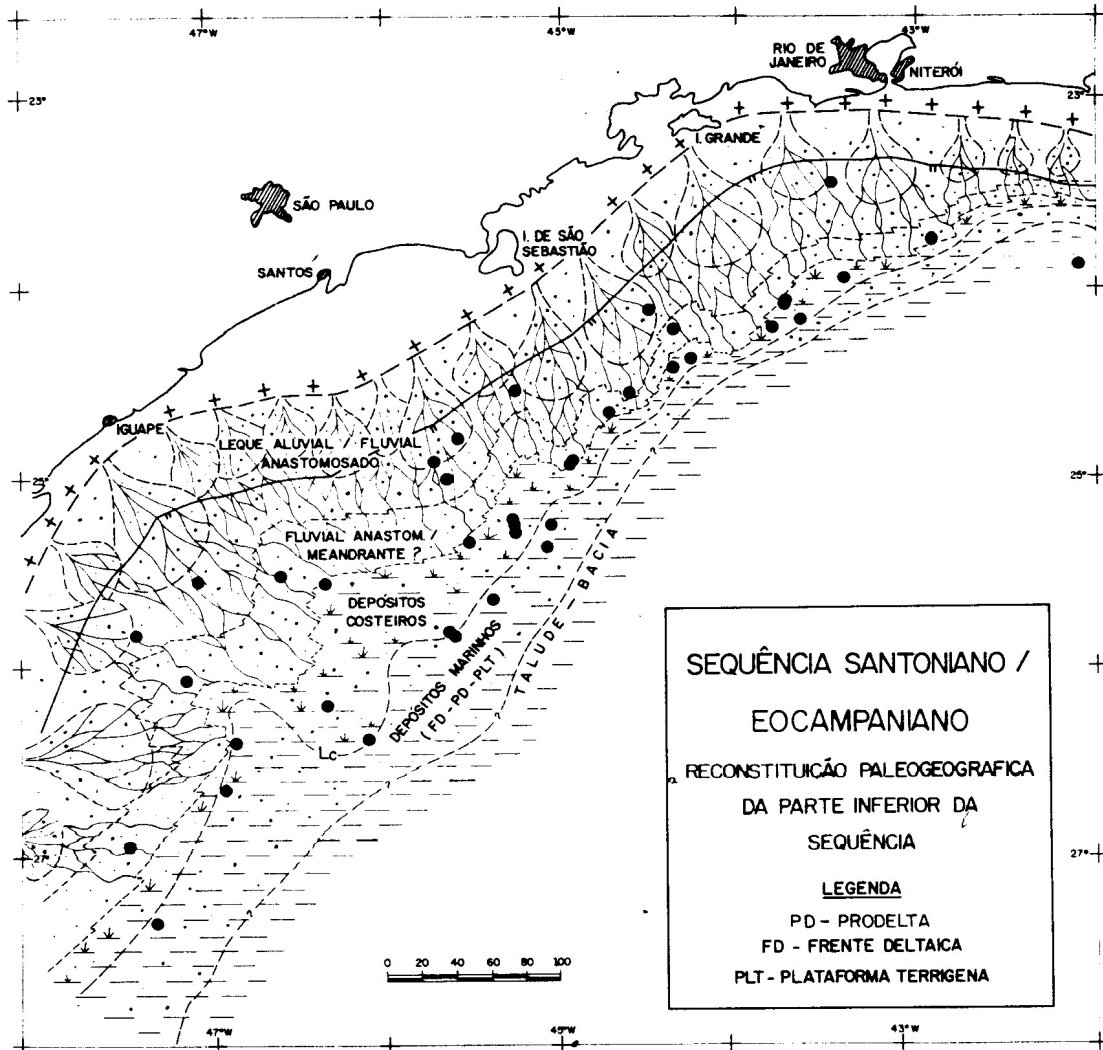 47°W
45°W
43°W
RIO DE
JANEIRO
NITERÓI
23°
23°
I. GRANDE
SÃO PAULO
I. DE SÃO
SEBASTIÃO
SANTOS
IGUAPE
LEQUE ALUVIAL / FLUVIAL
ANASTOMOSADO
25°
25°
FLUVIAL ANASTOM.
MEANDRANTE ?
DEPÓSITOS
COSTEIROS
DEPÓSITOS MARINHOS
(FD-PD-PLT)
TALUDE - BACIA
Lc
SEQUÊNCIA SANTONIANO /
EOCAMPANIANO
RECONSTITUIÇÃO PALEOGEOGRAFICA
DA PARTE INFERIOR DA
SEQUÊNCIA
LEGENDA
PD - PRODELTA
FD - FRENTE DELTAICA
PLT - PLATAFORMA TERRIGENA
27°
27°
0 20 40 60 80 100
47°W
45°W
43°W